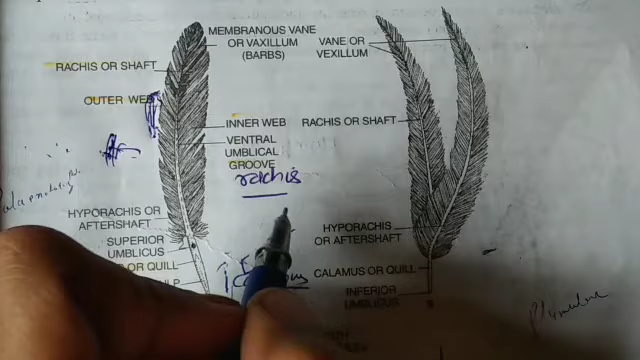 MEMBRANOUS VANE
OR VAXILLUM
(BARBS)
VANE OR
VEXILLUM
RACHIS OR SHAFT
OUTER WEB
INNER WEB
RACHIS OR SHAFT
VENTRAL
UMBLICAL
GROOVE
rachis
HYPORACHIS OR
AFTERSHAFT
SUPERIOR
UMBLICUS
OR QUILL
HYPORACHIS
OR AFTERSHAFT
CALAMUS OR QUILL
INFERIOR
UMBLICUS